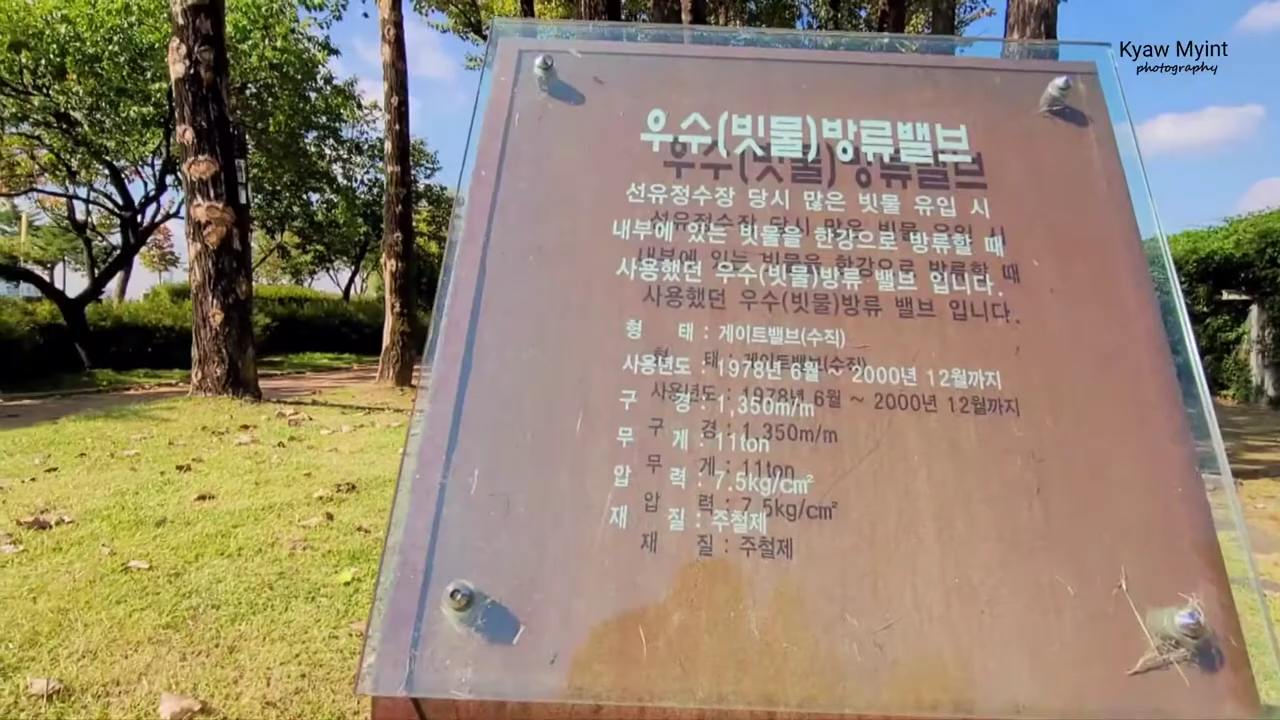 Kyaw Myint
photography
우수(빗물)방류밸브
선유정수장 당시 많은 빗물 유입 시
내부에 있는 빗물을 한강으로 방류할 때
사용했던 우수(빗물)방류 밸브 입니다.
형 태 : 게이트밸브(수직)
사용년도 : 1978년 6월 ~ 2000년 12월까지
구 경 : 1,350m/m
무 게 : 11ton
압 력 : 7.5kg/cm²
재 질 : 주철제